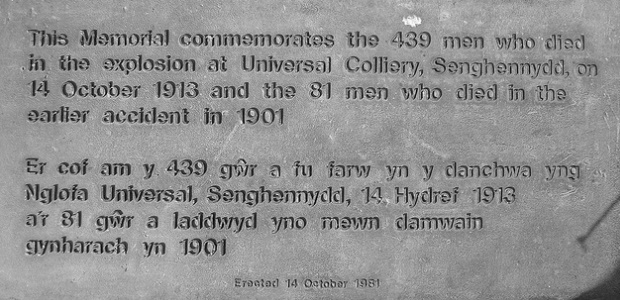 This Memorial commemorates the 439 men who died
in the explosion at Universal Colliery, Senghennydd, on
14 October 1913 and the 81 men who died in the
earlier accident in 1901
Er cof am y 439 gŵr a fu farw yn y danchwa yng
Nglofa Universal, Senghennydd, 14, Hydref 1913
a'r 81 gŵr a laddwyd yno mewn damwain
gynharach yn 1901
Erected 14 October 1981